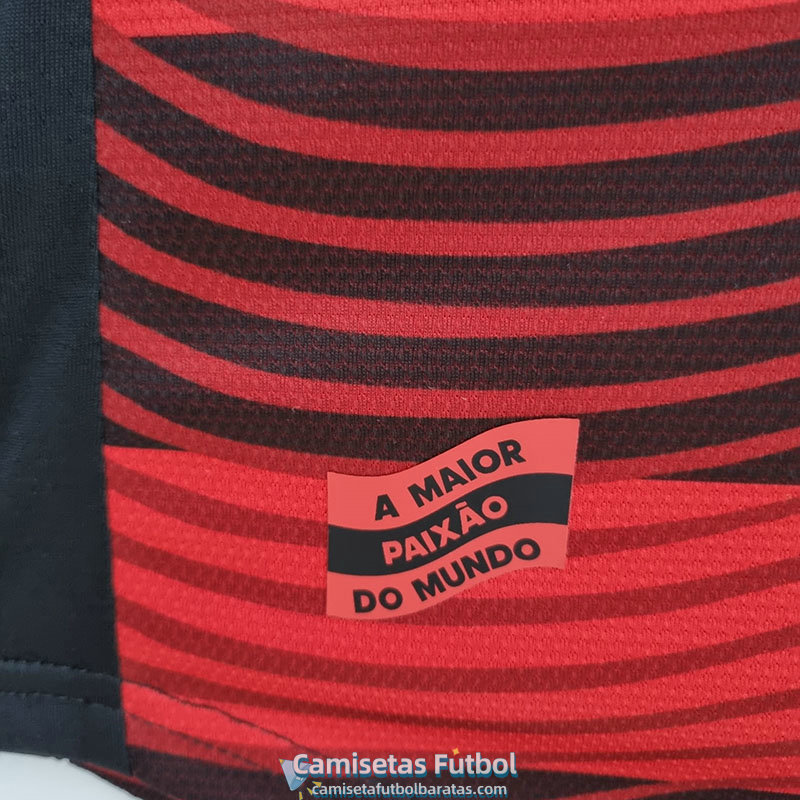 A MAIOR
PAIXÃO
DO MUNDO
Camisetas Futbol
camisetafutbolbaratas.com